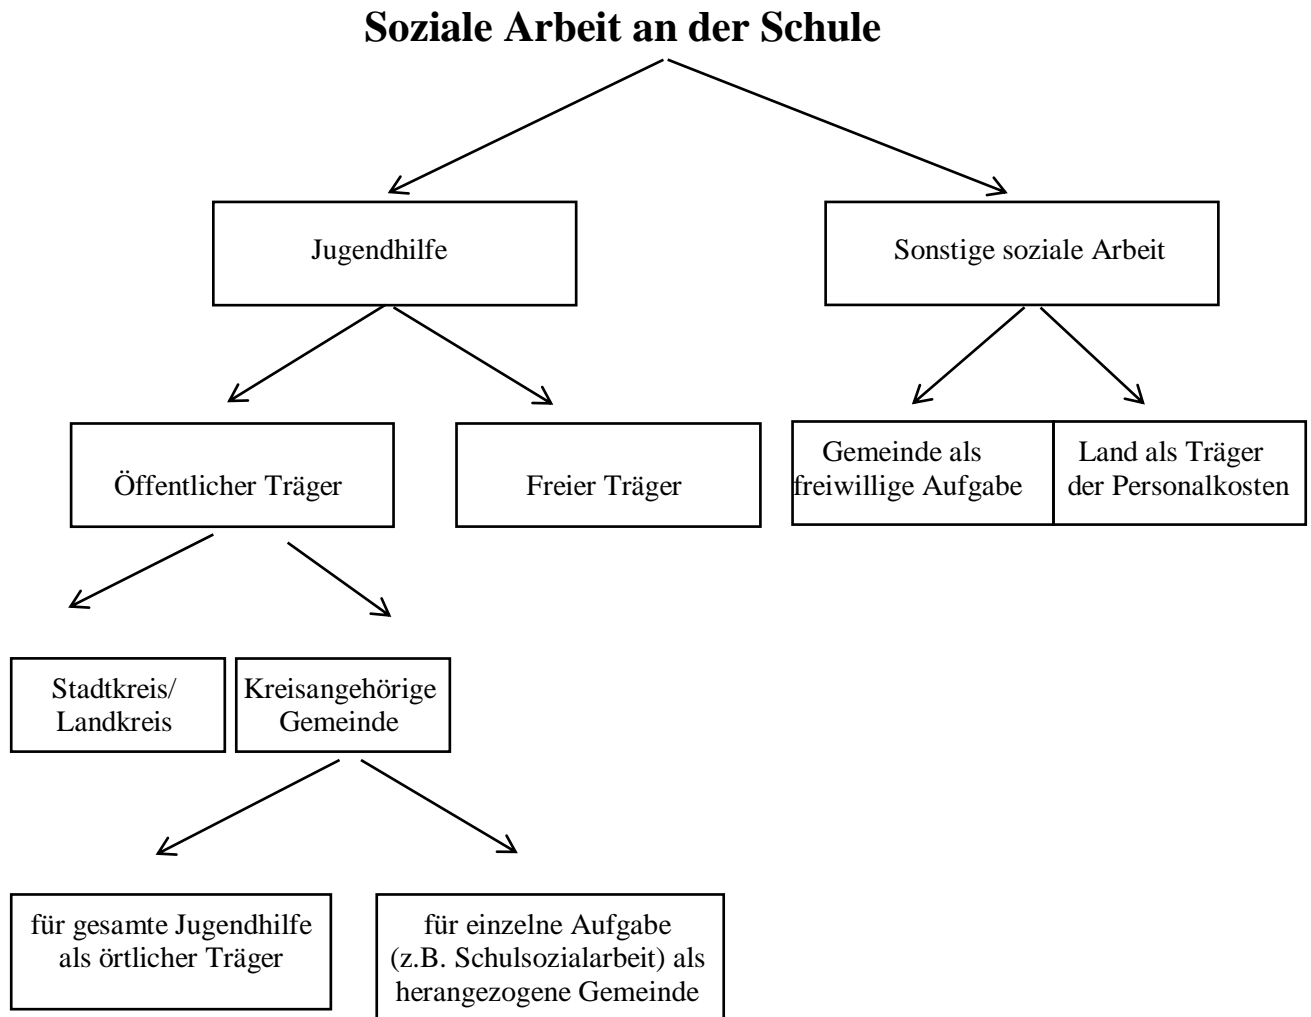 Soziale Arbeit an der Schule
Jugendhilfe
Sonstige soziale Arbeit
Öffentlicher Träger
Freier Träger
Gemeinde als
freiwillige Aufgabe
Land als Träger
der Personalkosten
Stadtkreis/
Landkreis
Kreisangehörige
Gemeinde
für gesamte Jugendhilfe
als örtlicher Träger
für einzelne Aufgabe
(z.B. Schulsozialarbeit) als
herangezogene Gemeinde